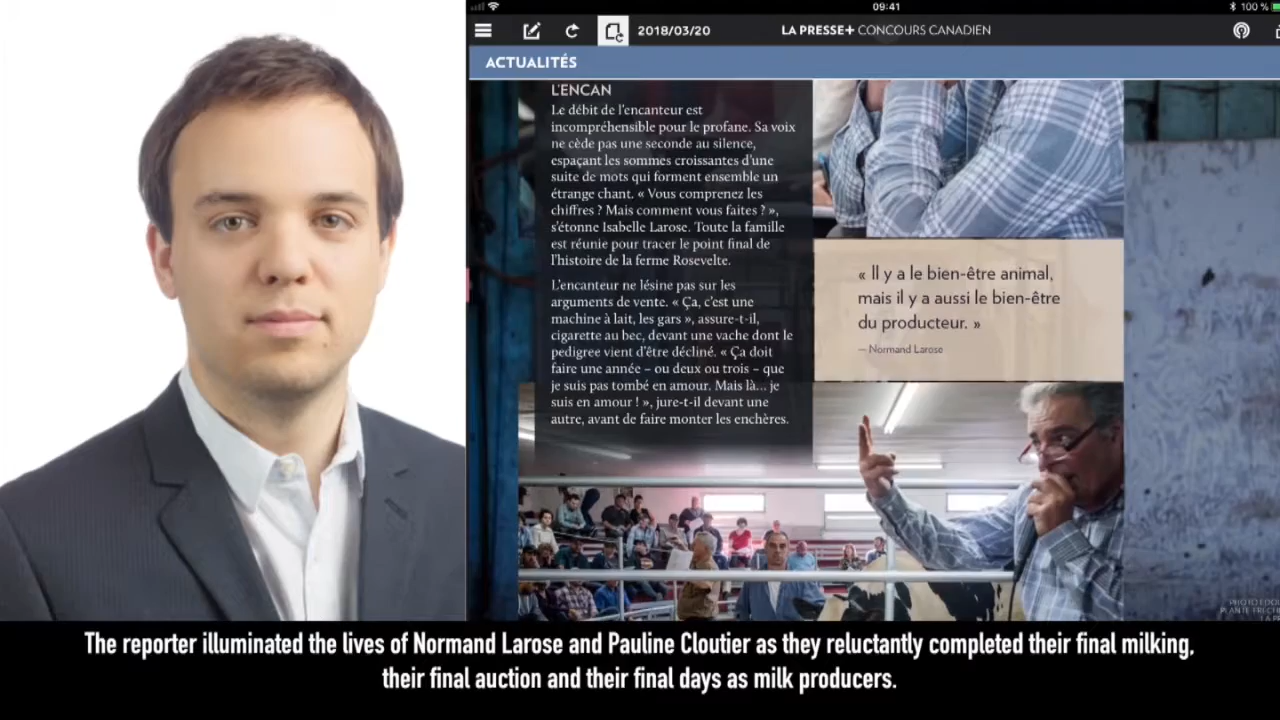 09:41
100 %
2018/03/20
LA PRESSE+ CONCOURS CANADIEN
ACTUALITÉS
L'ENCAN
Le débit de l'encanteur est
incompréhensible pour le profane. Sa voix
ne cède pas une seconde au silence,
espaçant les sommes croissantes d'une
suite de mots qui forment ensemble un
étrange chant. « Vous comprenez les
chiffres ? Mais comment vous faites ? »,
s'étonne Isabelle Larose. Toute la famille
est réunie pour tracer le point final de
l'histoire de la ferme Rosevelte.
L'encanteur ne lésine pas sur les
arguments de vente. « Ça, c'est une
machine à lait, les gars », assure-t-il,
cigarette au bec, devant une vache dont le
pedigree vient d'être décliné. « Ça doit
faire une année – ou deux ou trois – que
je suis pas tombé en amour. Mais là... je
suis en amour ! », jure-t-il devant une
autre, avant de faire monter les enchères.
« Il y a le bien-être animal,
mais il y a aussi le bien-être
du producteur. »
— Normand Larose
The reporter illuminated the lives of Normand Larose and Pauline Cloutier as they reluctantly completed their final milking,
their final auction and their final days as milk producers.